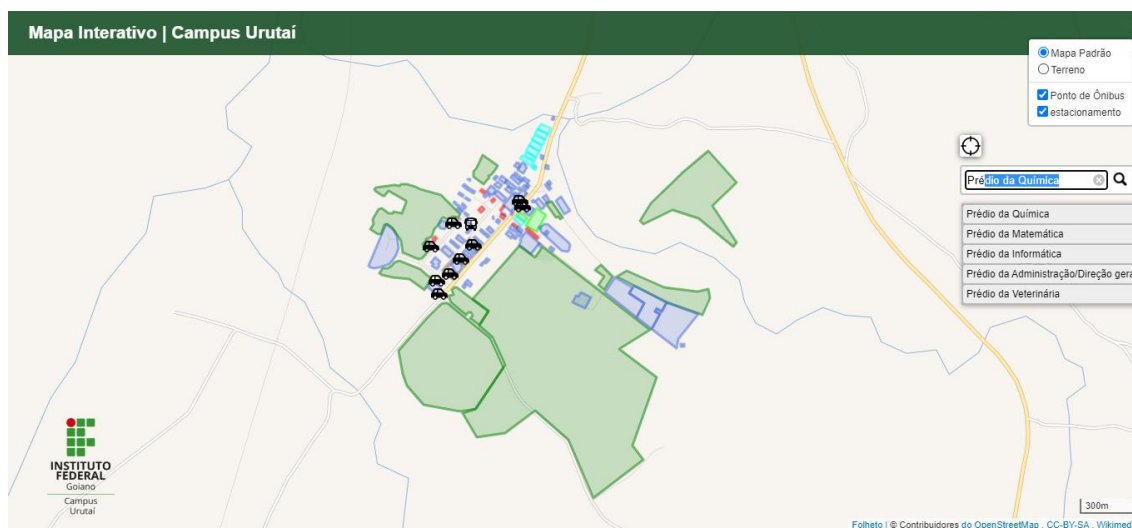 Mapa Interativo | Campus Urutaí
Mapa Padrão
Terreno
Ponto de Ônibus
estacionamento
Prédio da Química
Prédio da Química
Prédio da Matemática
Prédio da Informática
Prédio da Administração/Direção gera
Prédio da Veterinária
INSTITUTO
FEDERAL
Goiano
Campus
Urutaí
300m
Folheto | © Contribuidores do OpenStreetMap , CC-BY-SA , Wikimed